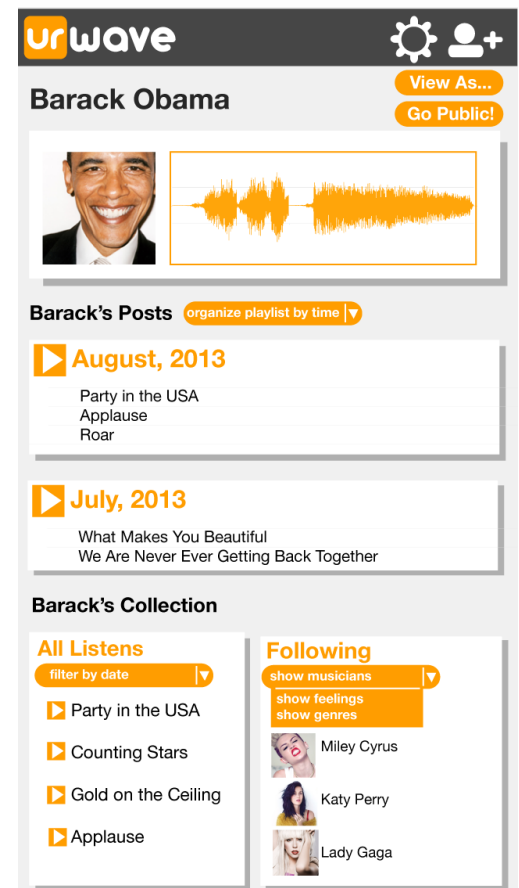 urwave
View As...
Barack Obama
Go Public!
Barack’s Posts
organize playlist by time
August, 2013
Party in the USA
Applause
Roar
July, 2013
What Makes You Beautiful
We Are Never Ever Getting Back Together
Barack’s Collection
All Listens
filter by date
Party in the USA
Counting Stars
Gold on the Ceiling
Applause
Following
show musicians
show feelings
show genres
Miley Cyrus
Katy Perry
Lady Gaga